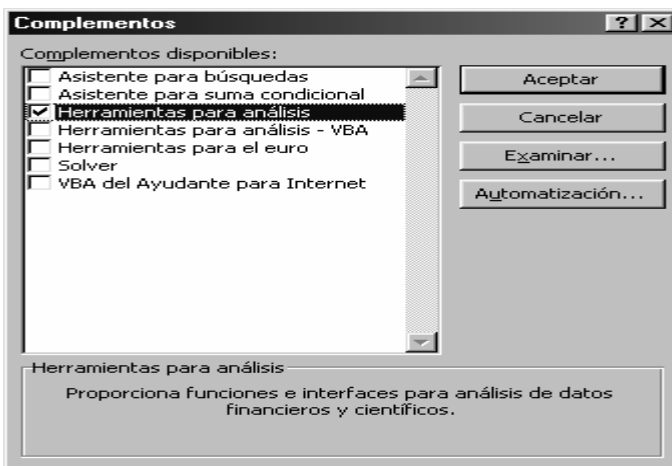 Complementos
Complementos disponibles:
Asistente para búsquedas
Asistente para suma condicional
Herramientas para análisis
Herramientas para análisis - VBA
Herramientas para el euro
Solver
VBA del Ayudante para Internet
Aceptar
Cancelar
Examinar...
Automatización...
Herramientas para análisis
Proporciona funciones e interfaces para análisis de datos
financieros y científicos.